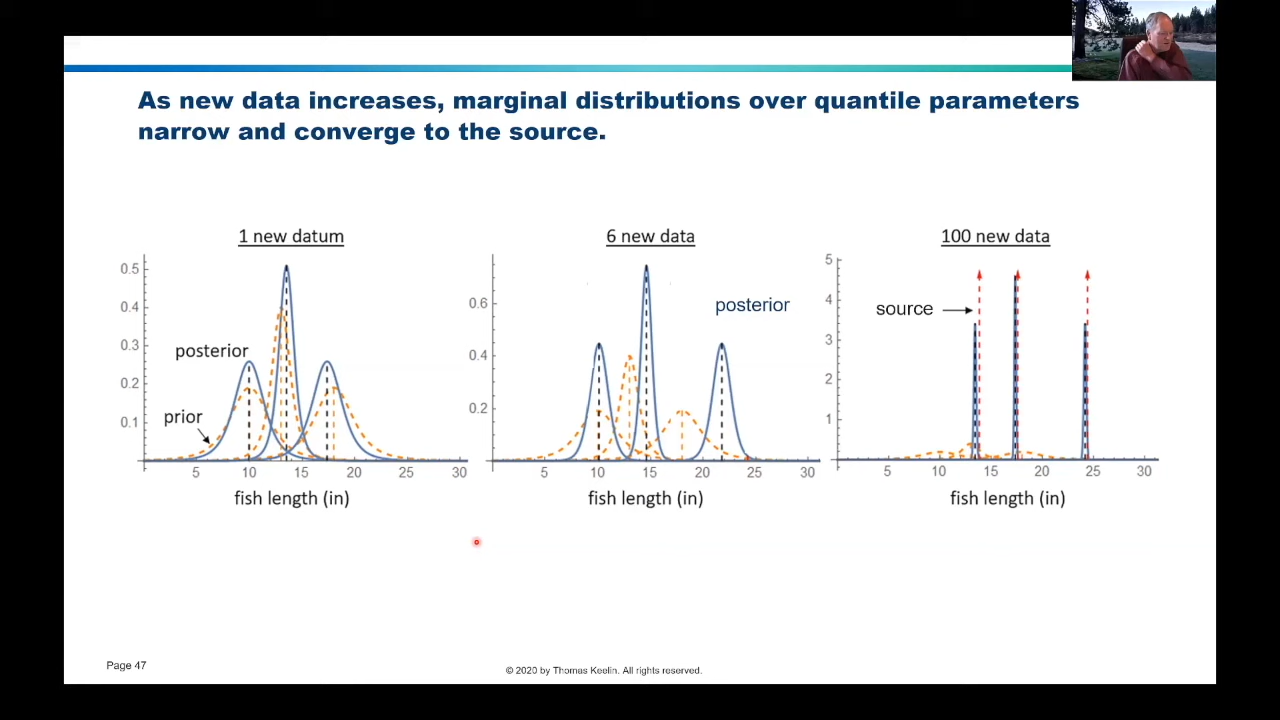 As new data increases, marginal distributions over quantile parameters
narrow and converge to the source.
1 new datum
0.5
0.4
0.3
0.2
0.1
posterior
prior
5 10 15 20 25 30
fish length (in)
6 new data
0.6
0.4
0.2
posterior
5 10 15 20 25 30
fish length (in)
100 new data
5
4
3
2
1
source
5 10 15 20 25 30
fish length (in)
Page 47
© 2020 by Thomas Keelin. All rights reserved.